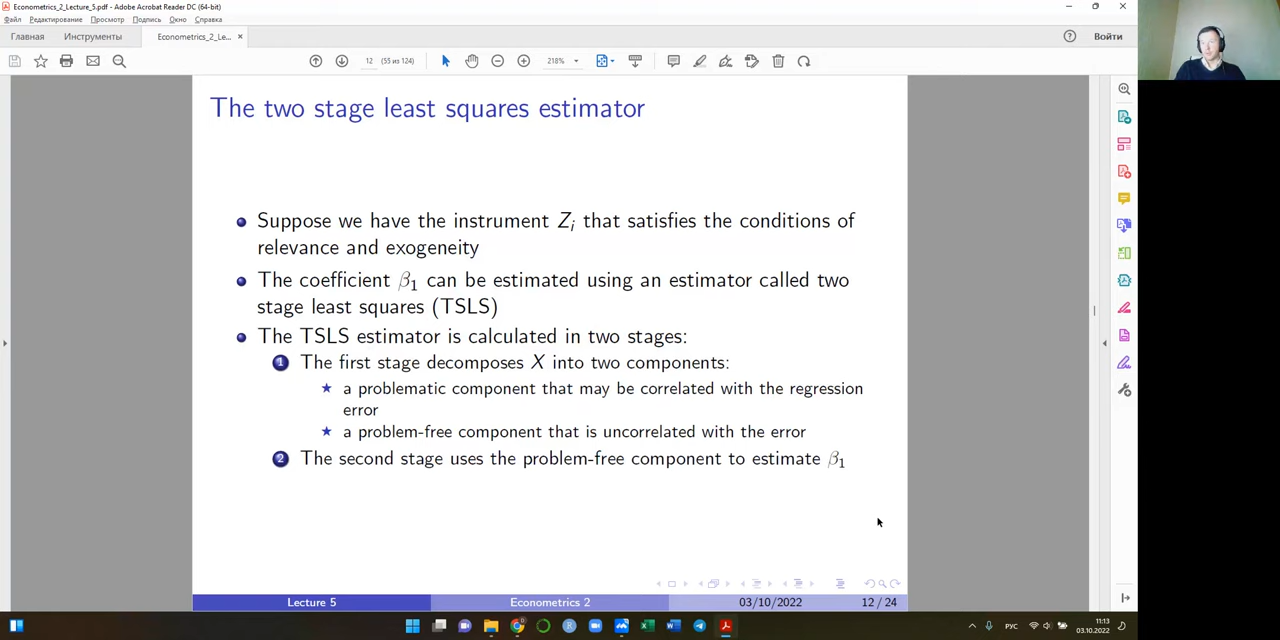 Econometrics_2_Lecture_5.pdf - Adobe Acrobat Reader DC (64-bit)
Файл Редактирование Просмотр Подпись Окно Справка
Главная Инструменты Econometrics_2_Le... × Войти
12 (55 из 124) 218%
The two stage least squares estimator
Suppose we have the instrument Zi that satisfies the conditions of
relevance and exogeneity
The coefficient β1 can be estimated using an estimator called two
stage least squares (TSLS)
The TSLS estimator is calculated in two stages:
1 The first stage decomposes X into two components:
a problematic component that may be correlated with the regression
error
a problem-free component that is uncorrelated with the error
2 The second stage uses the problem-free component to estimate β1
Lecture 5 Econometrics 2 03/10/2022 12 / 24
РУС 11:13
03.10.2022